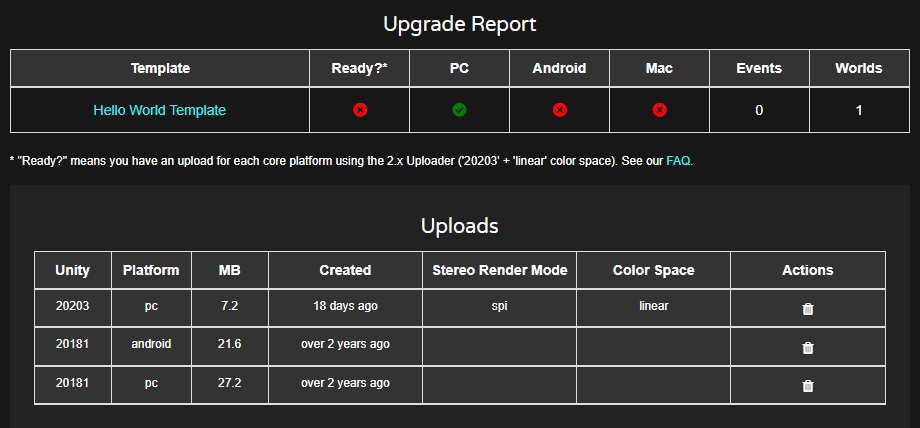 Upgrade Report
Template Ready?* PC Android Mac Events Worlds
Hello World Template 0 1
* "Ready?" means you have an upload for each core platform using the 2.x Uploader ('20203' + 'linear' color space). See our FAQ.
Uploads
Unity Platform MB Created Stereo Render Mode Color Space Actions
20203 pc 7.2 18 days ago spi linear
20181 android 21.6 over 2 years ago
20181 pc 27.2 over 2 years ago